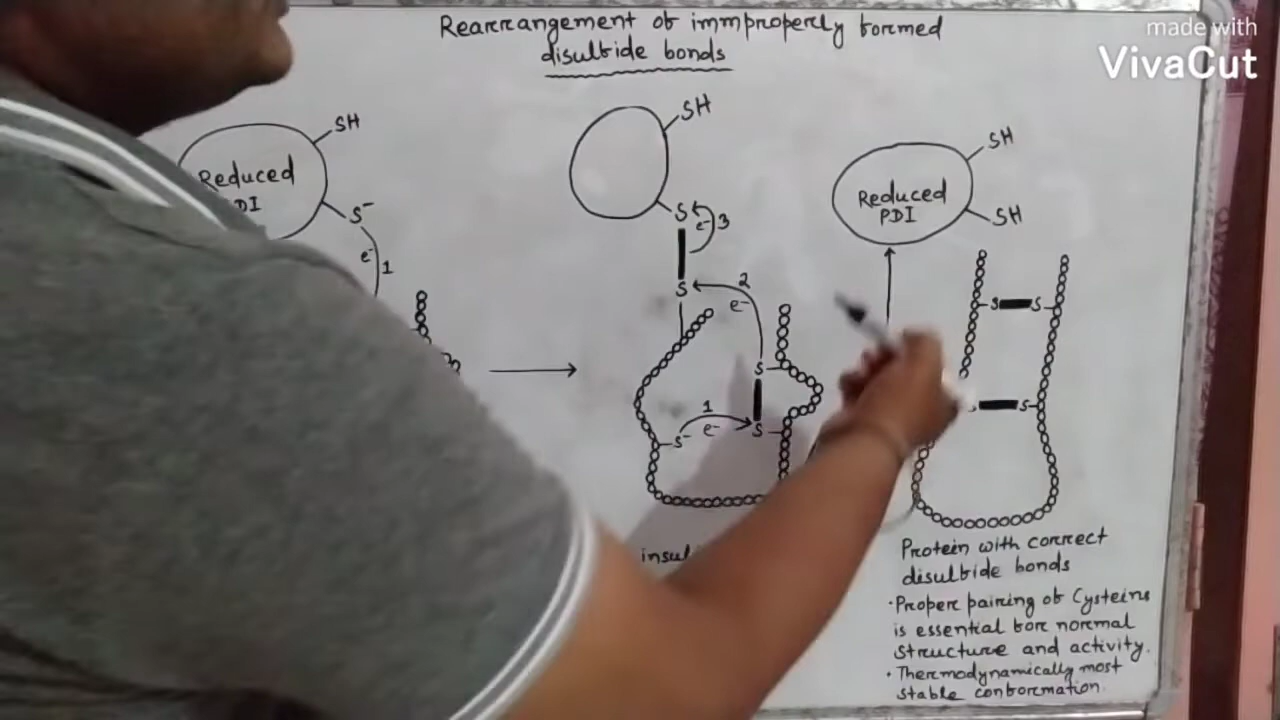 made with
VivaCut
Rearrangement of immproperly formed
disulfide bonds
SH
Reduced
DI
S⁻
e⁻ 1
SH
S
e⁻ 3
S
2
e⁻
S
1
S⁻ e⁻ S
SH
Reduced
PDI
SH
S S
S
Protein with correct
disulfide bonds
· Proper pairing of Cysteins
is essential for normal
structure and activity.
· Thermodynamically most
stable conformation.